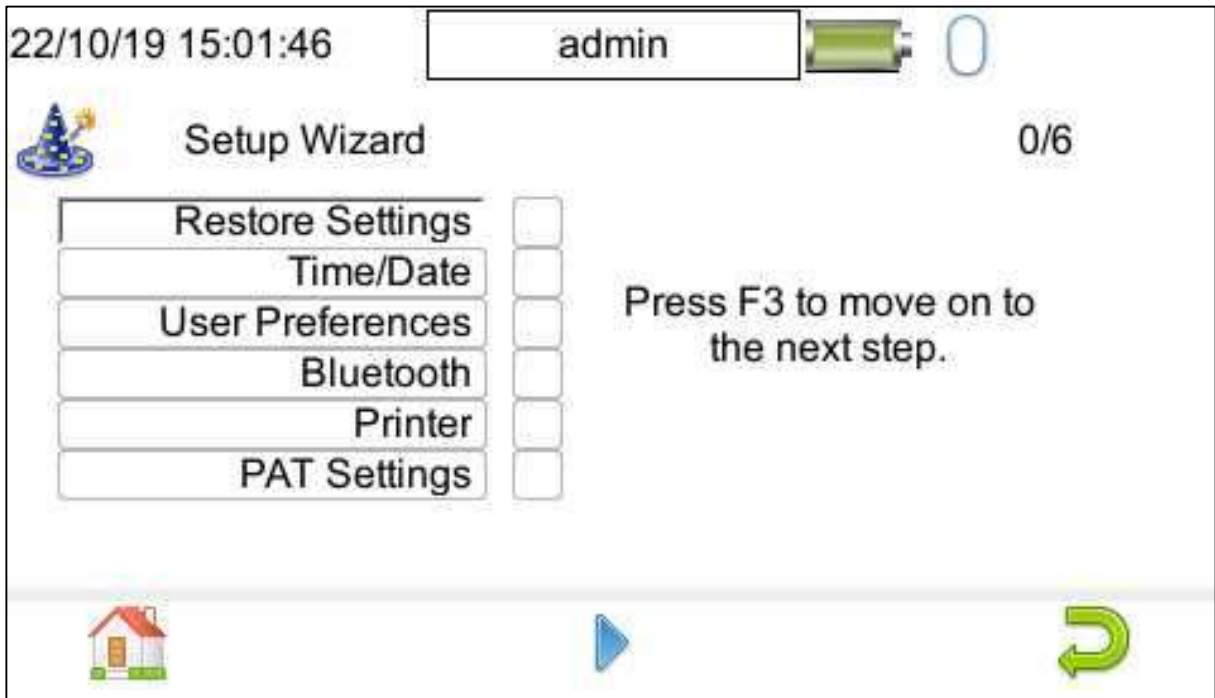 22/10/19 15:01:46
admin
Setup Wizard
0/6
Restore Settings
Time/Date
User Preferences
Bluetooth
Printer
PAT Settings
Press F3 to move on to
the next step.